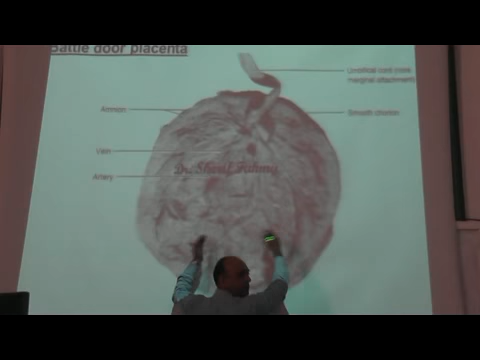 Battle door placenta
Umbilical cord (note
marginal attachment)
Amnion
Smooth chorion
Vein
Dr. Sherif Fahmy
Artery